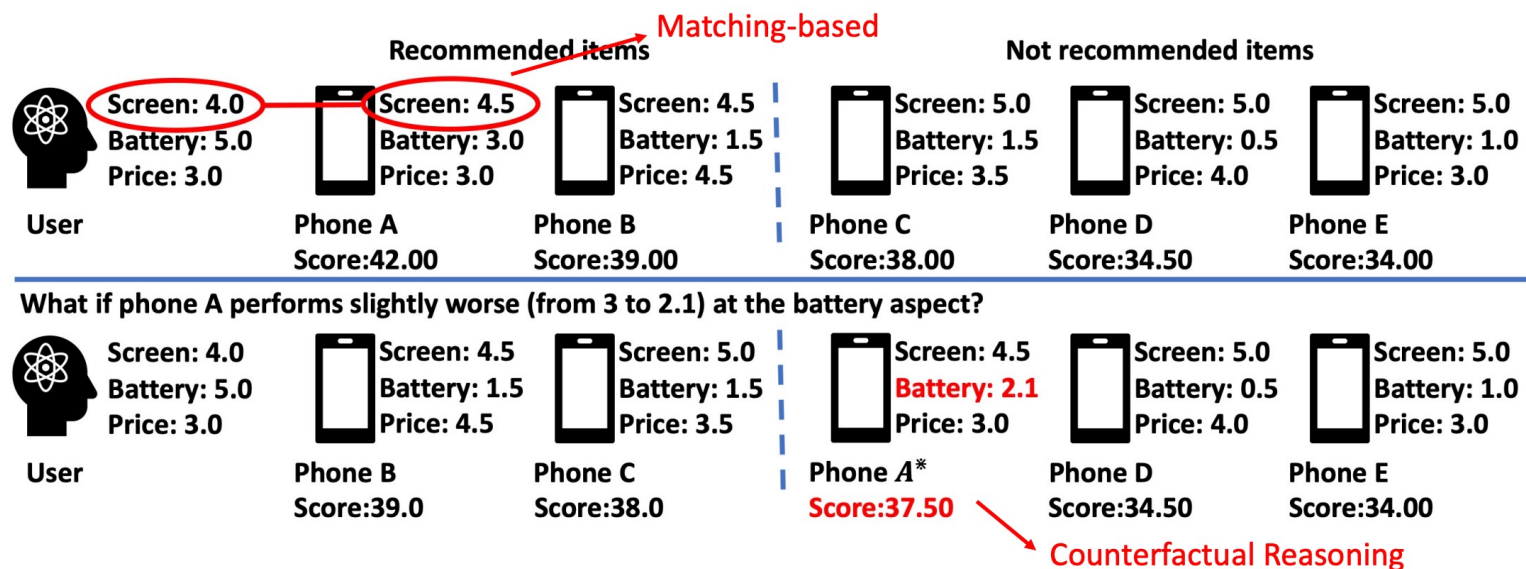 Matching-based
Recommended items
Not recommended items
Screen: 4.0
Battery: 5.0
Price: 3.0
User
Screen: 4.5
Battery: 3.0
Price: 3.0
Phone A
Score:42.00
Screen: 4.5
Battery: 1.5
Price: 4.5
Phone B
Score:39.00
Screen: 5.0
Battery: 1.5
Price: 3.5
Phone C
Score:38.00
Screen: 5.0
Battery: 0.5
Price: 4.0
Phone D
Score:34.50
Screen: 5.0
Battery: 1.0
Price: 3.0
Phone E
Score:34.00
What if phone A performs slightly worse (from 3 to 2.1) at the battery aspect?
Screen: 4.0
Battery: 5.0
Price: 3.0
User
Screen: 4.5
Battery: 1.5
Price: 4.5
Phone B
Score:39.0
Screen: 5.0
Battery: 1.5
Price: 3.5
Phone C
Score:38.0
Screen: 4.5
Battery: 2.1
Price: 3.0
Phone A※
Score:37.50
Screen: 5.0
Battery: 0.5
Price: 4.0
Phone D
Score:34.50
Screen: 5.0
Battery: 1.0
Price: 3.0
Phone E
Score:34.00
Counterfactual Reasoning